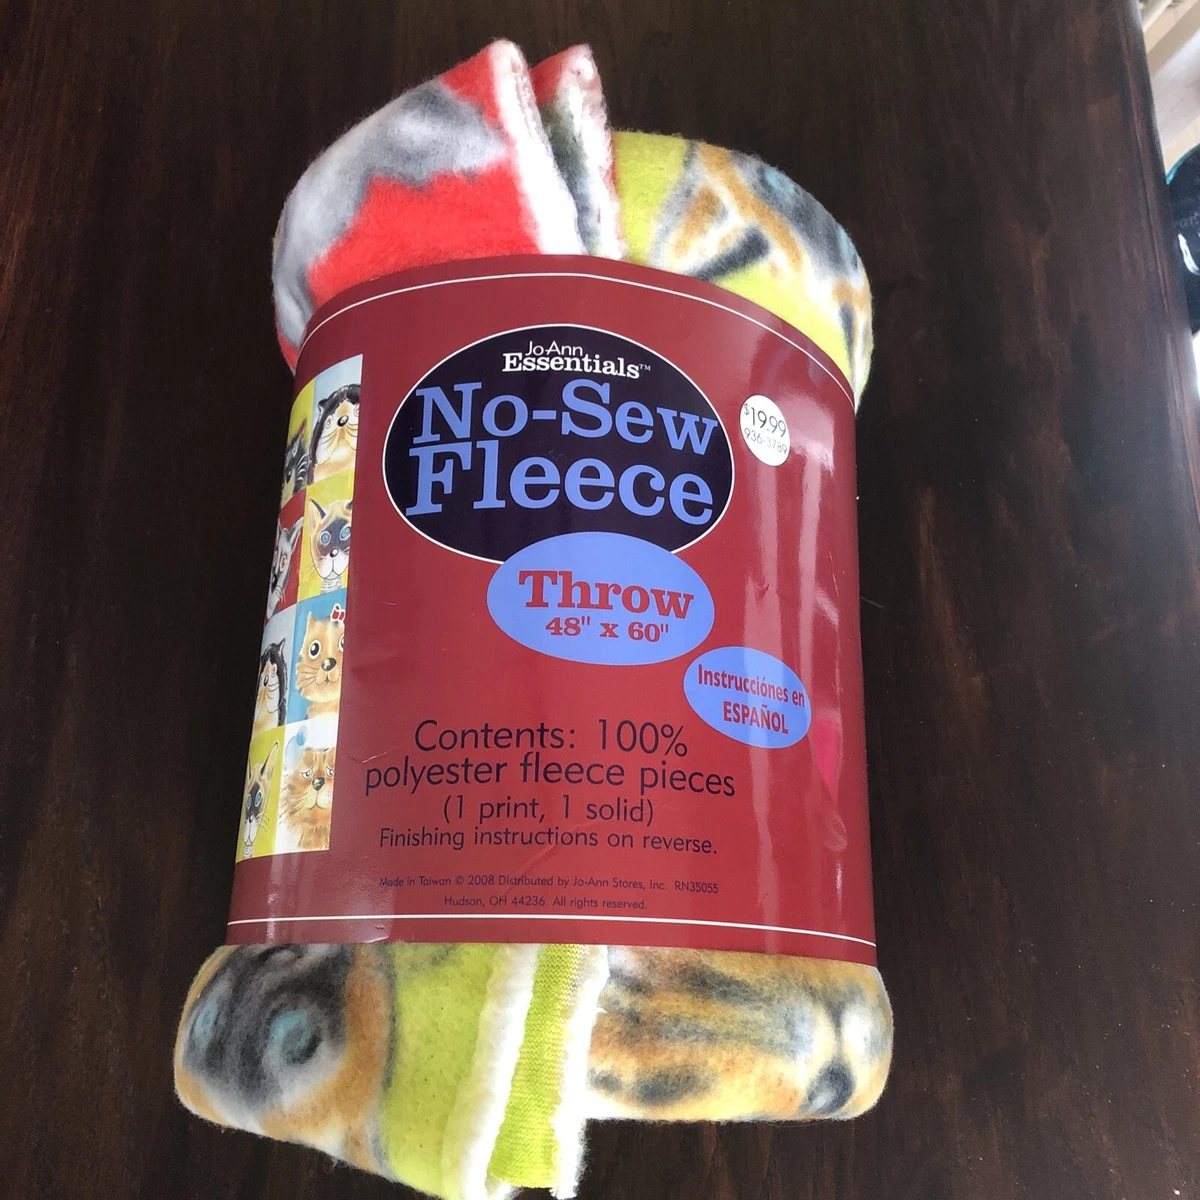 Jo-Ann
Essentials™
No-Sew
Fleece
$19.99
936-3789
Throw
48" x 60"
Instrucciónes en
ESPAÑOL
Contents: 100%
polyester fleece pieces
(1 print, 1 solid)
Finishing instructions on reverse.
Made in Taiwan © 2008 Distributed by Jo-Ann Stores, Inc. RN35055
Hudson, OH 44236. All rights reserved.